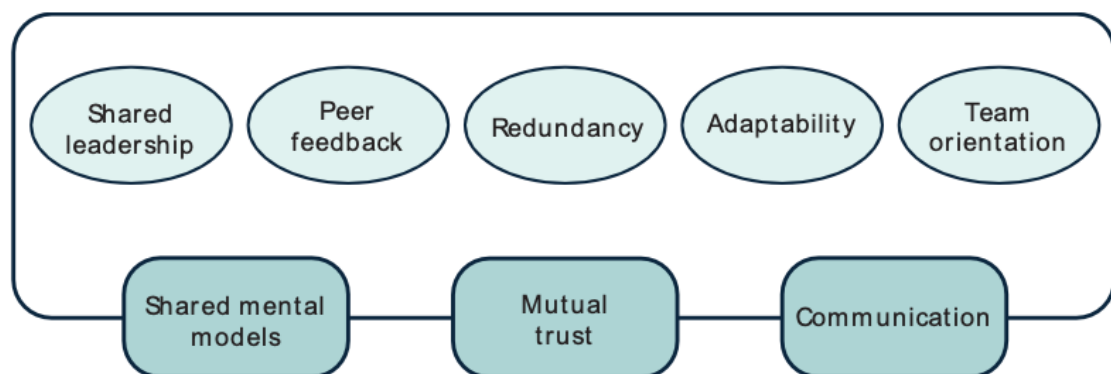 Shared
leadership
Peer
feedback
Redundancy
Adaptability
Team
orientation
Shared mental
models
Mutual
trust
Communication